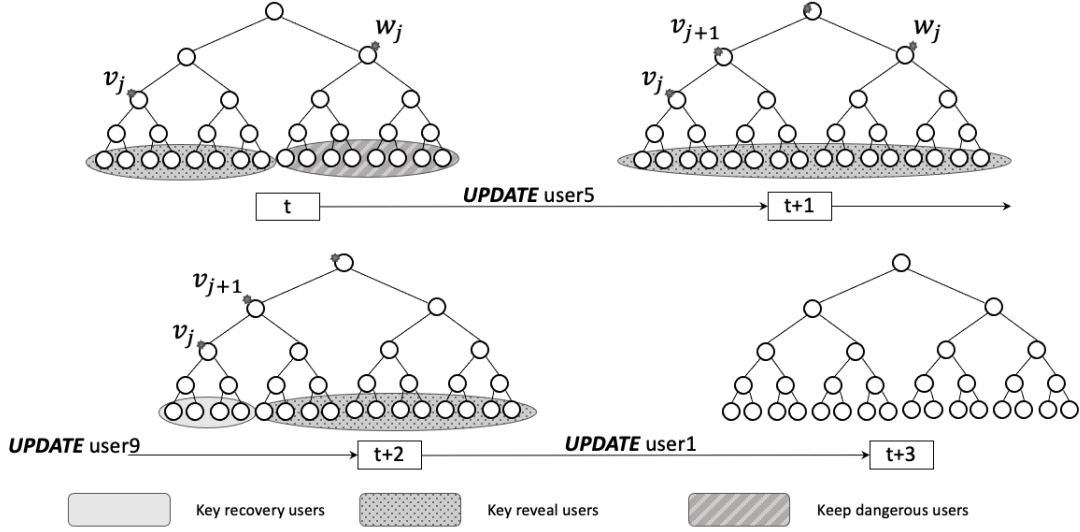 w_j
v_j
v_{j+1}
w_j
v_j
UPDATE user5
t
t+1
v_{j+1}
v_j
UPDATE user9
UPDATE user1
t+2
t+3
Key recovery users
Key reveal users
Keep dangerous users